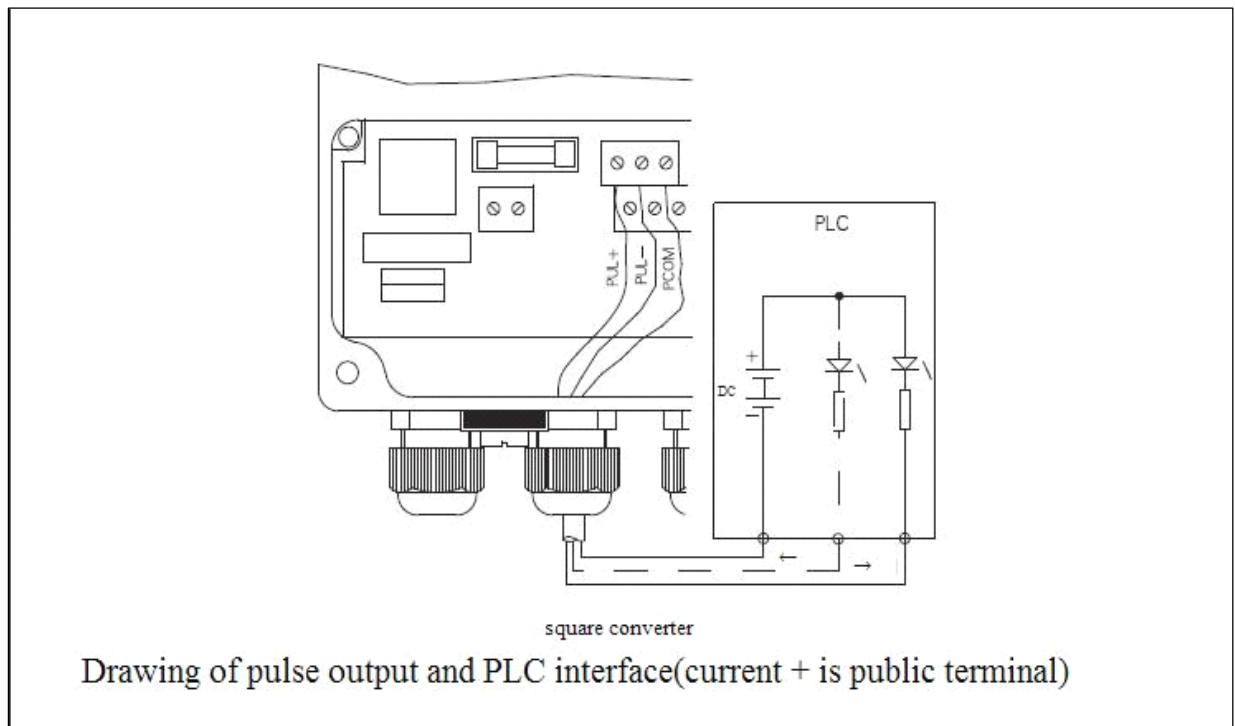 PLC
PUL+
PUL−
PCOM
+
DC
−
square converter
Drawing of pulse output and PLC interface(current + is public terminal)